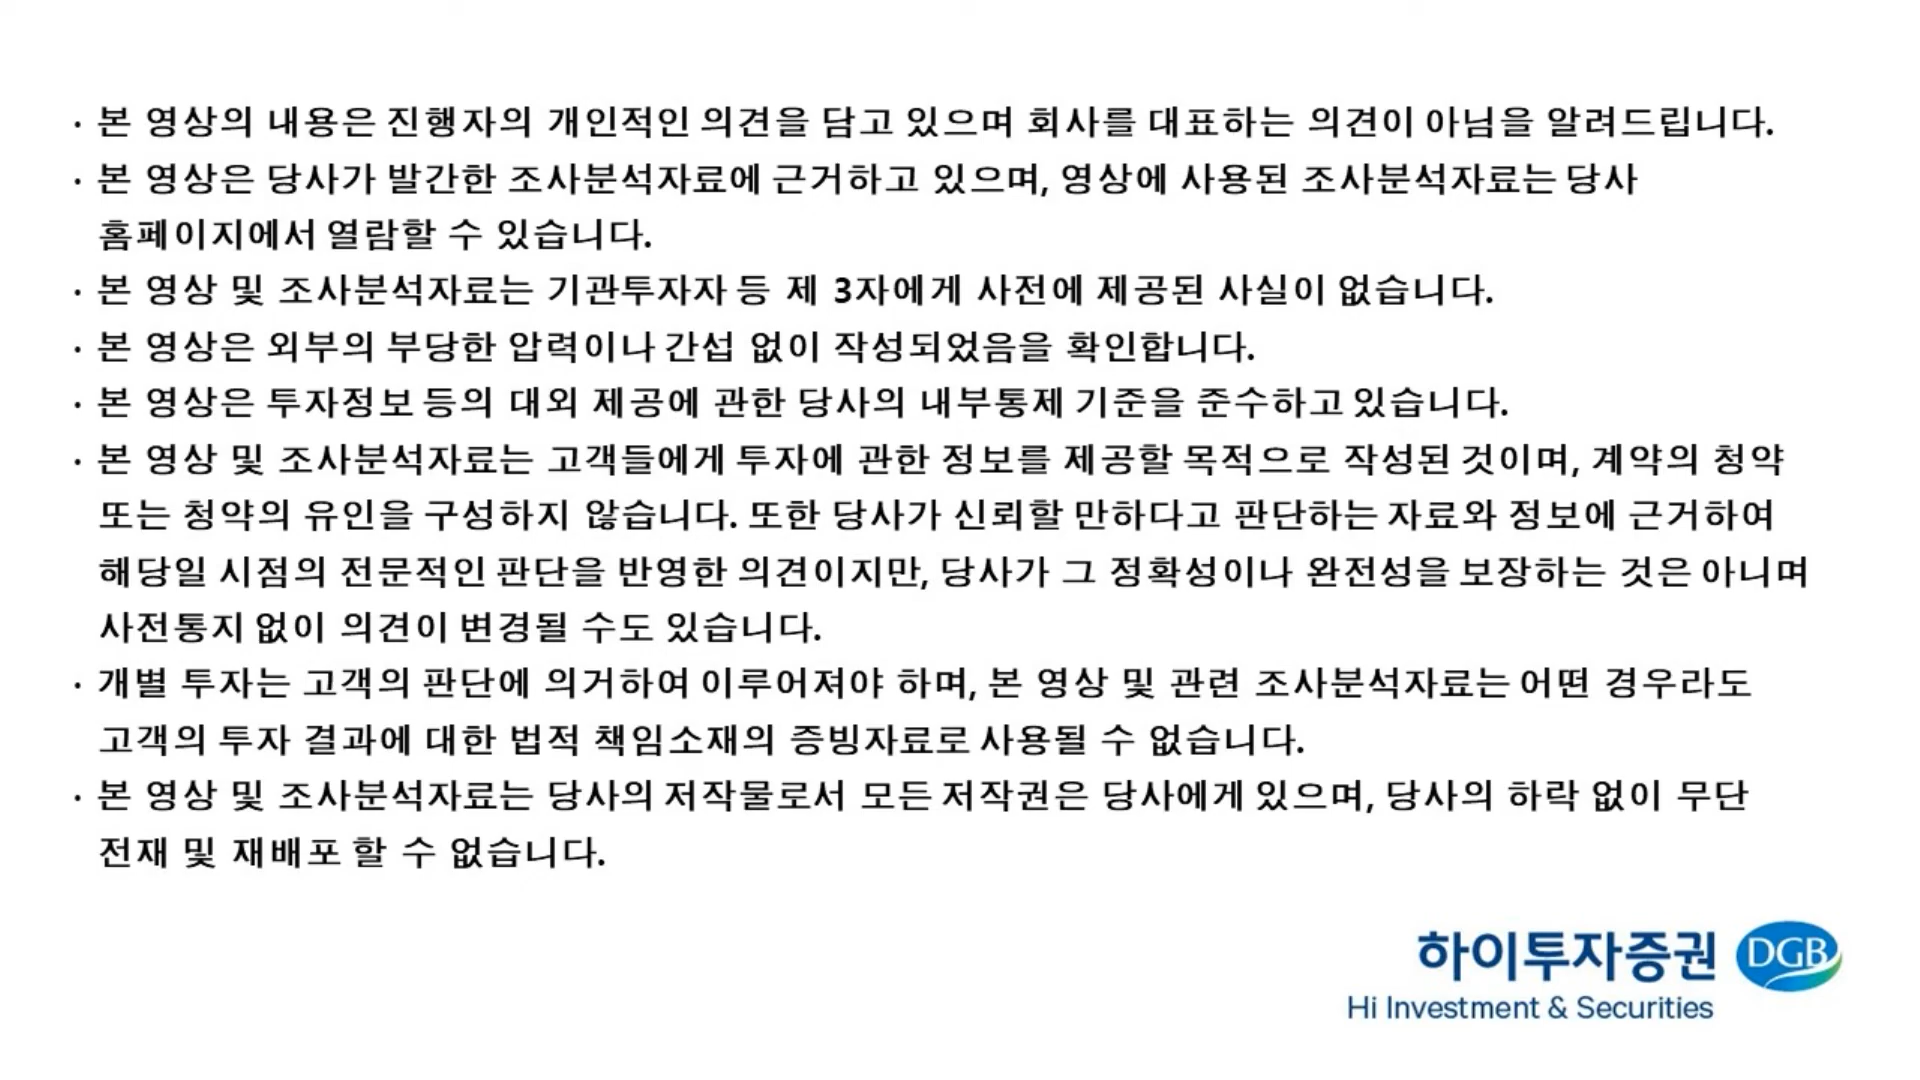 · 본 영상의 내용은 진행자의 개인적인 의견을 담고 있으며 회사를 대표하는 의견이 아님을 알려드립니다.
· 본 영상은 당사가 발간한 조사분석자료에 근거하고 있으며, 영상에 사용된 조사분석자료는 당사
홈페이지에서 열람할 수 있습니다.
· 본 영상 및 조사분석자료는 기관투자자 등 제 3자에게 사전에 제공된 사실이 없습니다.
· 본 영상은 외부의 부당한 압력이나 간섭 없이 작성되었음을 확인합니다.
· 본 영상은 투자정보 등의 대외 제공에 관한 당사의 내부통제 기준을 준수하고 있습니다.
· 본 영상 및 조사분석자료는 고객들에게 투자에 관한 정보를 제공할 목적으로 작성된 것이며, 계약의 청약
또는 청약의 유인을 구성하지 않습니다. 또한 당사가 신뢰할 만하다고 판단하는 자료와 정보에 근거하여
해당일 시점의 전문적인 판단을 반영한 의견이지만, 당사가 그 정확성이나 완전성을 보장하는 것은 아니며
사전통지 없이 의견이 변경될 수도 있습니다.
· 개별 투자는 고객의 판단에 의거하여 이루어져야 하며, 본 영상 및 관련 조사분석자료는 어떤 경우라도
고객의 투자 결과에 대한 법적 책임소재의 증빙자료로 사용될 수 없습니다.
· 본 영상 및 조사분석자료는 당사의 저작물로서 모든 저작권은 당사에게 있으며, 당사의 하락 없이 무단
전재 및 재배포 할 수 없습니다.
하이투자증권 DGB
Hi Investment & Securities